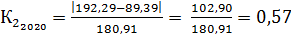 К₂₂₀₂₀ = |192,29−89,39| / 180,91 = 102,90 / 180,91 = 0,57